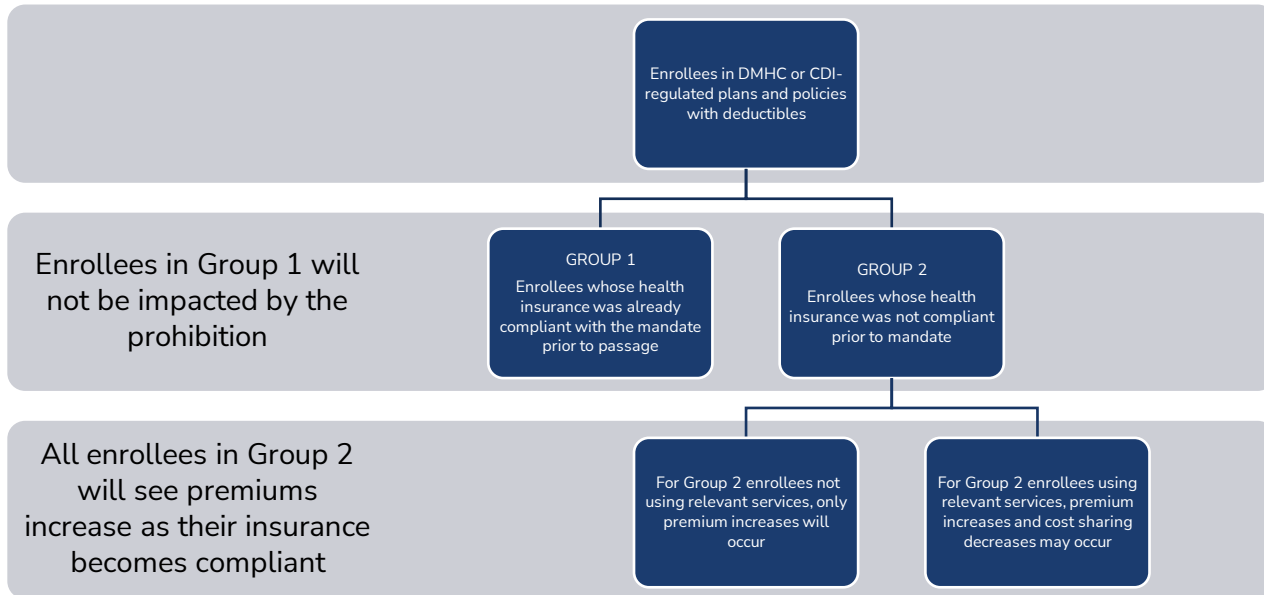 Enrollees in DMHC or CDI-
regulated plans and policies
with deductibles
Enrollees in Group 1 will
not be impacted by the
prohibition
GROUP 1
Enrollees whose health
insurance was already
compliant with the mandate
prior to passage
GROUP 2
Enrollees whose health
insurance was not compliant
prior to mandate
All enrollees in Group 2
will see premiums
increase as their insurance
becomes compliant
For Group 2 enrollees not
using relevant services, only
premium increases will
occur
For Group 2 enrollees using
relevant services, premium
increases and cost sharing
decreases may occur